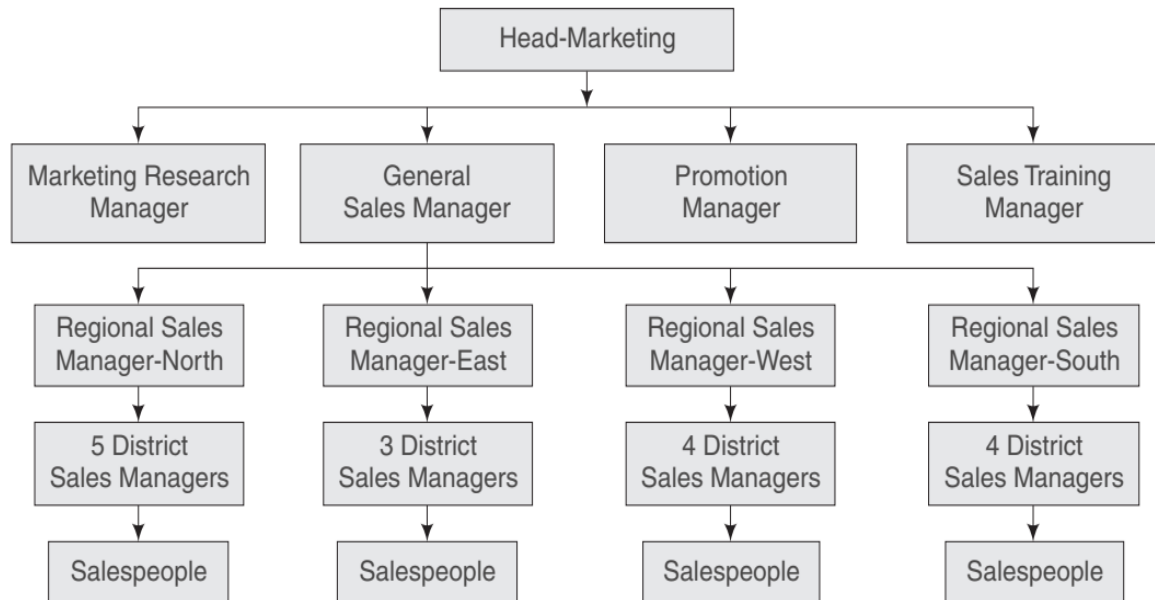 Head-Marketing
Marketing Research
Manager
General
Sales Manager
Promotion
Manager
Sales Training
Manager
Regional Sales
Manager-North
Regional Sales
Manager-East
Regional Sales
Manager-West
Regional Sales
Manager-South
5 District
Sales Managers
3 District
Sales Managers
4 District
Sales Managers
4 District
Sales Managers
Salespeople
Salespeople
Salespeople
Salespeople